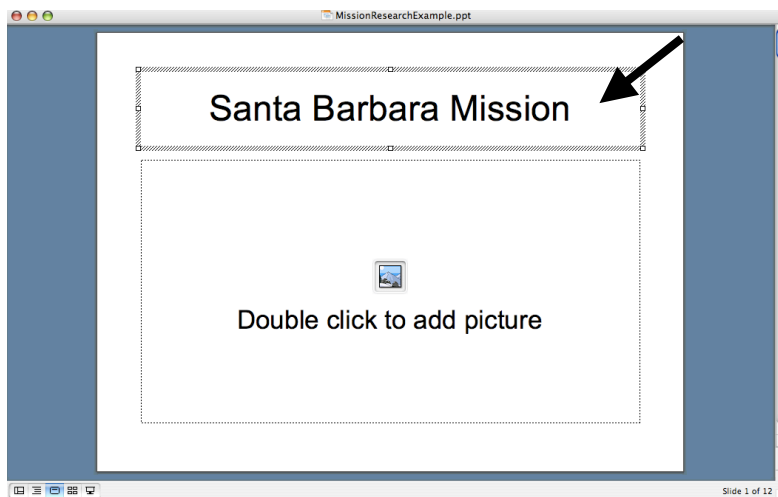 MissionResearchExample.ppt
Santa Barbara Mission
Double click to add picture
Slide 1 of 12